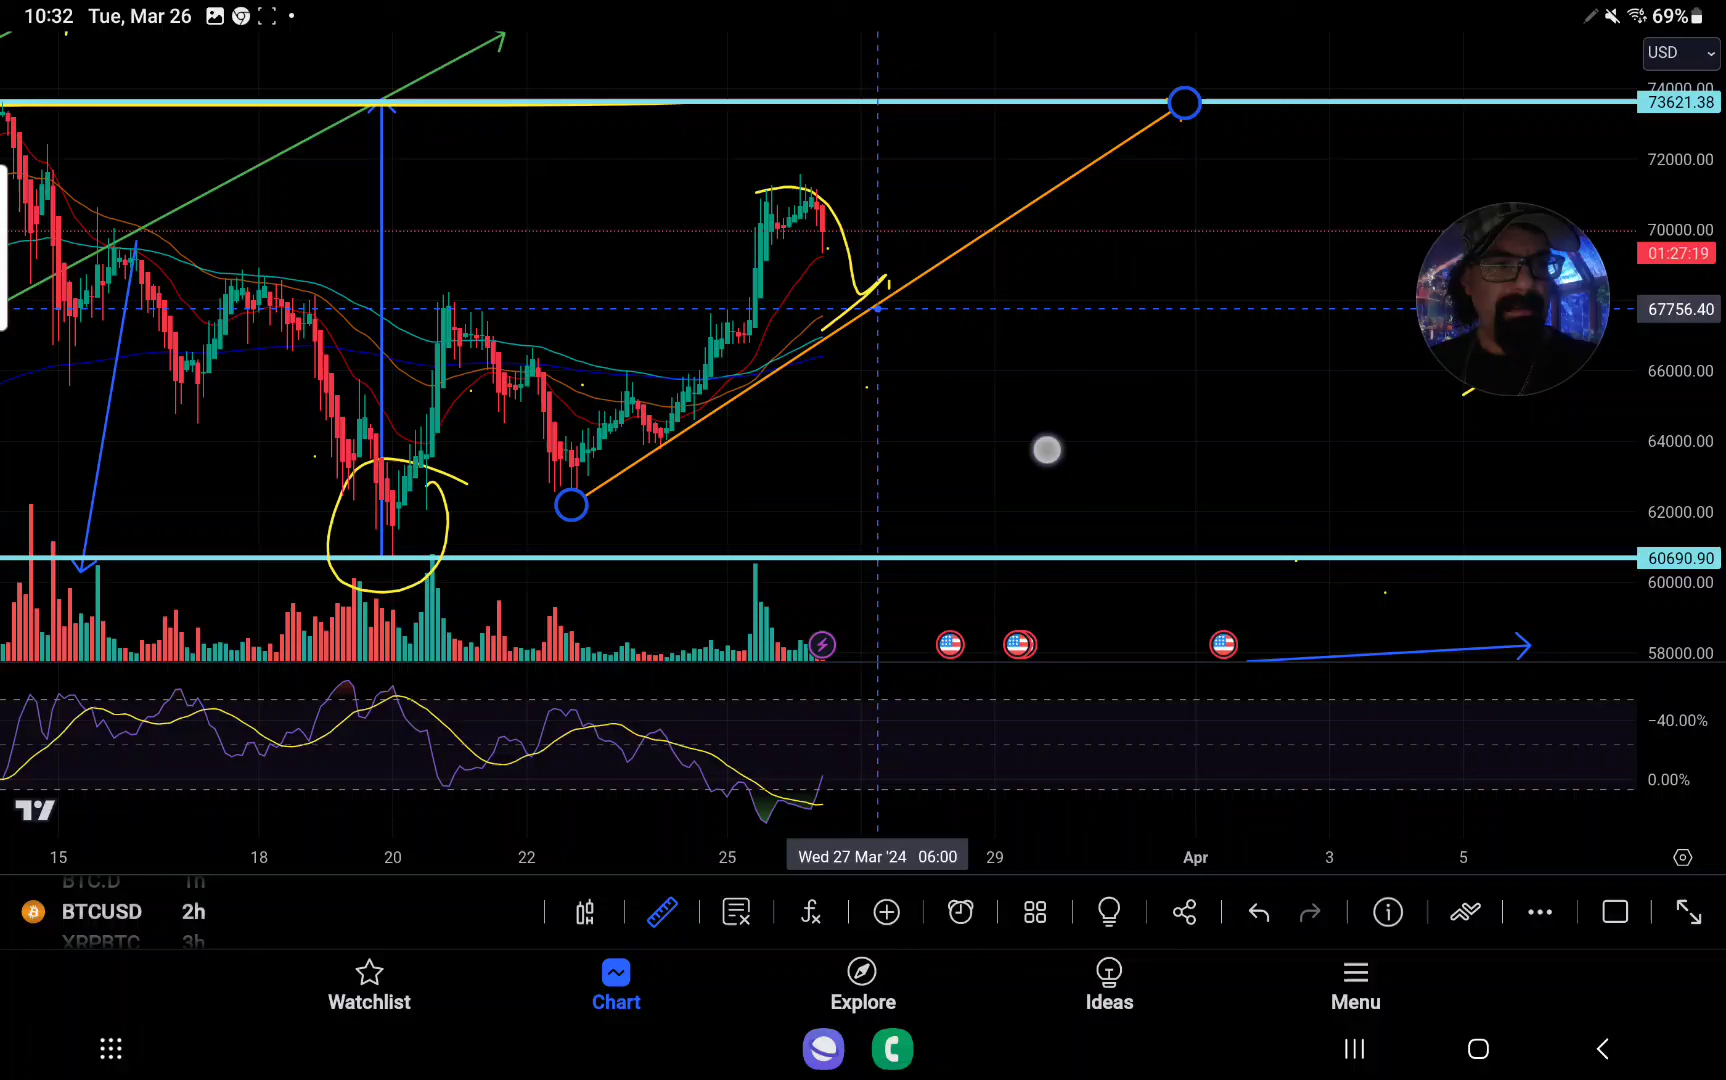 10:32 Tue, Mar 26
69%
USD
74000.00
73621.38
72000.00
70000.00
01:27:19
67756.40
66000.00
64000.00
62000.00
60690.90
60000.00
58000.00
−40.00%
0.00%
15 18 20 22 25 Wed 27 Mar '24 06:00 29 Apr 3 5
BTC.D 1h
BTCUSD 2h
XRPBTC 3h
Watchlist Chart Explore Ideas Menu